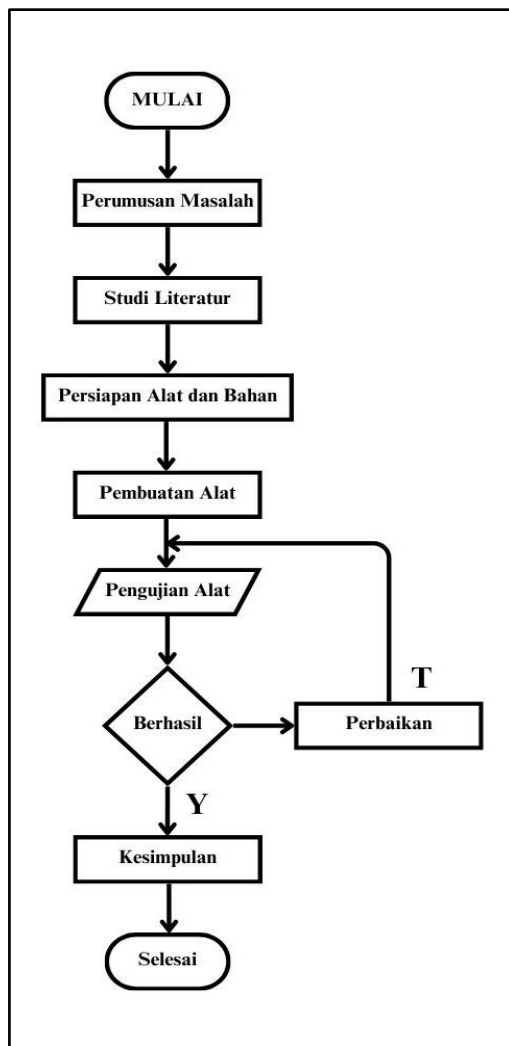 MULAI
Perumusan Masalah
Studi Literatur
Persiapan Alat dan Bahan
Pembuatan Alat
Pengujian Alat
T
Berhasil
Perbaikan
Y
Kesimpulan
Selesai